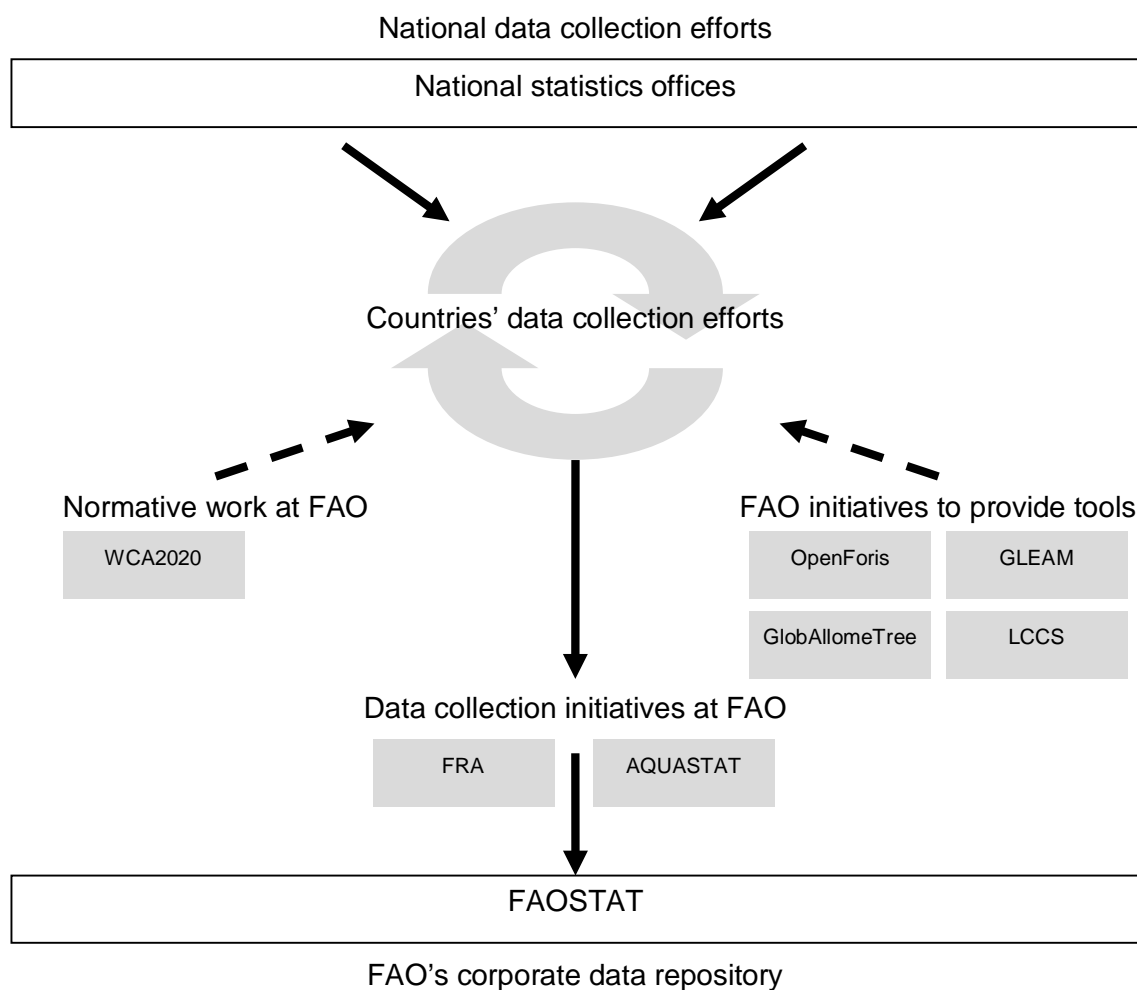 National data collection efforts
National statistics offices
Countries’ data collection efforts
Normative work at FAO
WCA2020
FAO initiatives to provide tools
OpenForis
GLEAM
GlobAllomeTree
LCCS
Data collection initiatives at FAO
FRA
AQUASTAT
FAOSTAT
FAO’s corporate data repository